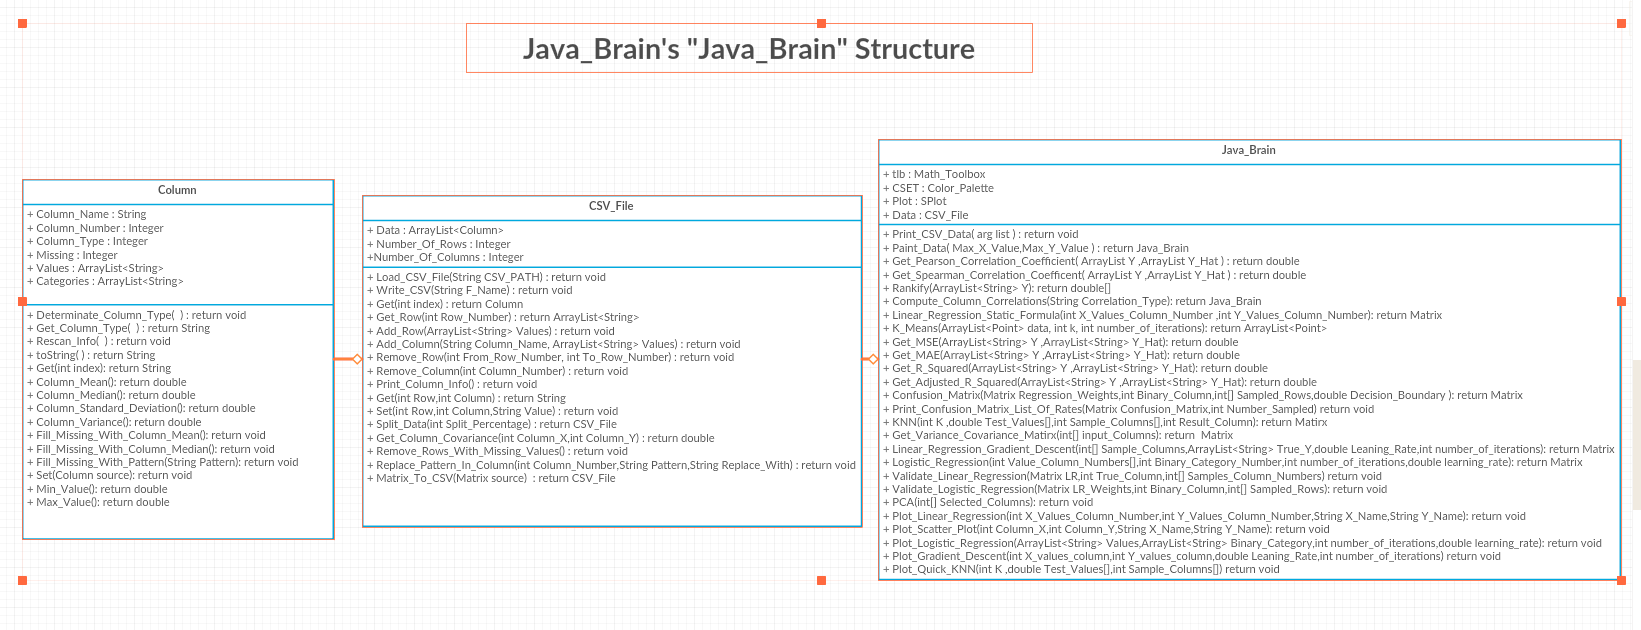 Java_Brain's "Java_Brain" Structure
Column
+ Column_Name : String
+ Column_Number : Integer
+ Column_Type : Integer
+ Missing : Integer
+ Values : ArrayList<String>
+ Categories : ArrayList<String>
+ Determinate_Column_Type(  ) : return void
+ Get_Column_Type(  ) : return String
+ Rescan_Info(  ) : return void
+ toString( ) : return String
+ Get(int index): return String
+ Column_Mean(): return double
+ Column_Median(): return double
+ Column_Standard_Deviation(): return double
+ Column_Variance(): return double
+ Fill_Missing_With_Column_Mean(): return void
+ Fill_Missing_With_Column_Median(): return void
+ Fill_Missing_With_Pattern(String Pattern): return void
+ Set(Column source): return void
+ Min_Value(): return double
+ Max_Value(): return double
CSV_File
+ Data : ArrayList<Column>
+ Number_Of_Rows : Integer
+Number_Of_Columns : Integer
+ Load_CSV_File(String CSV_PATH) : return void
+ Write_CSV(String F_Name) : return void
+ Get(int index) : return Column
+ Get_Row(int Row_Number) : return ArrayList<String>
+ Add_Row(ArrayList<String> Values) : return void
+ Add_Column(String Column_Name, ArrayList<String> Values) : return void
+ Remove_Row(int From_Row_Number, int To_Row_Number) : return void
+ Remove_Column(int Column_Number) : return void
+ Print_Column_Info() : return void
+ Get(int Row,int Column) : return String
+ Set(int Row,int Column,String Value) : return void
+ Split_Data(int Split_Percentage) : return CSV_File
+ Get_Column_Covariance(int Column_X,int Column_Y) : return double
+ Remove_Rows_With_Missing_Values() : return void
+ Replace_Pattern_In_Column(int Column_Number,String Pattern,String Replace_With) : return void
+ Matrix_To_CSV(Matrix source)  : return CSV_File
Java_Brain
+ tlb : Math_Toolbox
+ CSET : Color_Palette
+ Plot : SPlot
+ Data : CSV_File
+ Print_CSV_Data( arg list ) : return void
+ Paint_Data( Max_X_Value,Max_Y_Value ) : return Java_Brain
+ Get_Pearson_Correlation_Coefficient( ArrayList Y ,ArrayList Y_Hat ) : return double
+ Get_Spearman_Correlation_Coefficent( ArrayList Y ,ArrayList Y_Hat ) : return double
+ Rankify(ArrayList<String> Y): return double[]
+ Compute_Column_Correlations(String Correlation_Type): return Java_Brain
+ Linear_Regression_Static_Formula(int X_Values_Column_Number ,int Y_Values_Column_Number): return Matrix
+ K_Means(ArrayList<Point> data, int k, int number_of_iterations): return ArrayList<Point>
+ Get_MSE(ArrayList<String> Y ,ArrayList<String> Y_Hat): return double
+ Get_MAE(ArrayList<String> Y ,ArrayList<String> Y_Hat): return double
+ Get_R_Squared(ArrayList<String> Y ,ArrayList<String> Y_Hat): return double
+ Get_Adjusted_R_Squared(ArrayList<String> Y ,ArrayList<String> Y_Hat): return double
+ Confusion_Matrix(Matrix Regression_Weights,int Binary_Column,int[] Sampled_Rows,double Decision_Boundary ): return Matrix
+ Print_Confusion_Matrix_List_Of_Rates(Matrix Confusion_Matrix,int Number_Sampled) return void
+ KNN(int K ,double Test_Values[],int Sample_Columns[],int Result_Column): return Matirx
+ Get_Variance_Covariance_Matirx(int[] input_Columns): return  Matrix
+ Linear_Regression_Gradient_Descent(int[] Sample_Columns,ArrayList<String> True_Y,double Leaning_Rate,int number_of_iterations): return Matrix
+ Logistic_Regression(int Value_Column_Numbers[],int Binary_Category_Number,int number_of_iterations,double learning_rate): return Matrix
+ Validate_Linear_Regression(Matrix LR,int True_Column,int[] Samples_Column_Numbers) return void
+ Validate_Logistic_Regression(Matrix LR_Weights,int Binary_Column,int[] Sampled_Rows): return void
+ PCA(int[] Selected_Columns): return void
+ Plot_Linear_Regression(int X_Values_Column_Number,int Y_Values_Column_Number,String X_Name,String Y_Name): return void
+ Plot_Scatter_Plot(int Column_X,int Column_Y,String X_Name,String Y_Name): return void
+ Plot_Logistic_Regression(ArrayList<String> Values,ArrayList<String> Binary_Category,int number_of_iterations,double learning_rate): return void
+ Plot_Gradient_Descent(int X_values_column,int Y_values_column,double Leaning_Rate,int number_of_iterations) return void
+ Plot_Quick_KNN(int K ,double Test_Values[],int Sample_Columns[]) return void